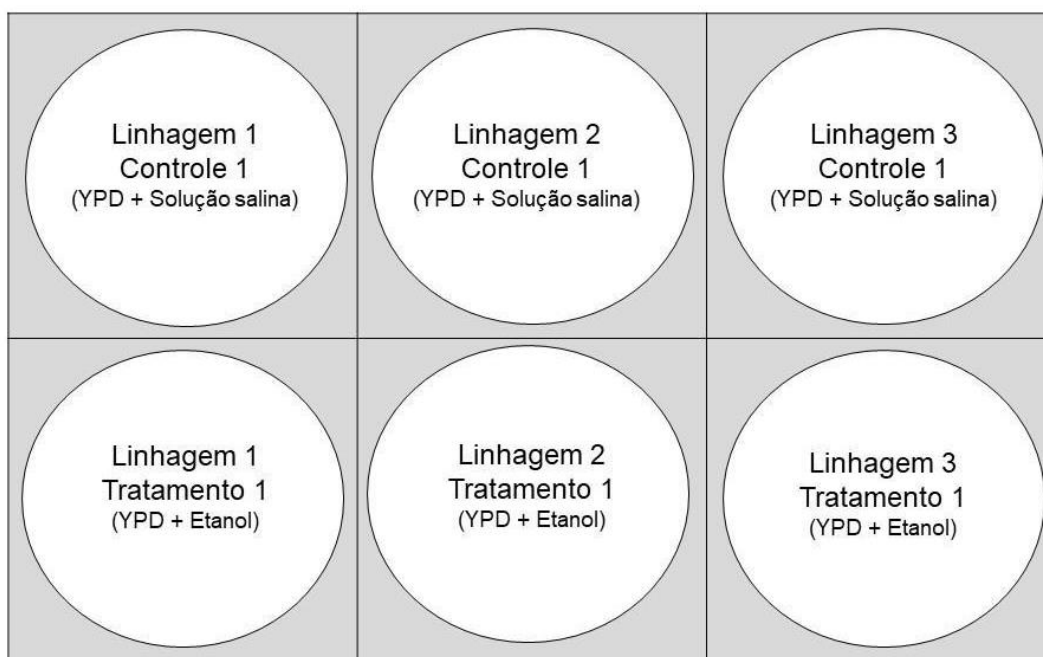 Linhagem 1
Controle 1
(YPD + Solução salina)
Linhagem 2
Controle 1
(YPD + Solução salina)
Linhagem 3
Controle 1
(YPD + Solução salina)
Linhagem 1
Tratamento 1
(YPD + Etanol)
Linhagem 2
Tratamento 1
(YPD + Etanol)
Linhagem 3
Tratamento 1
(YPD + Etanol)